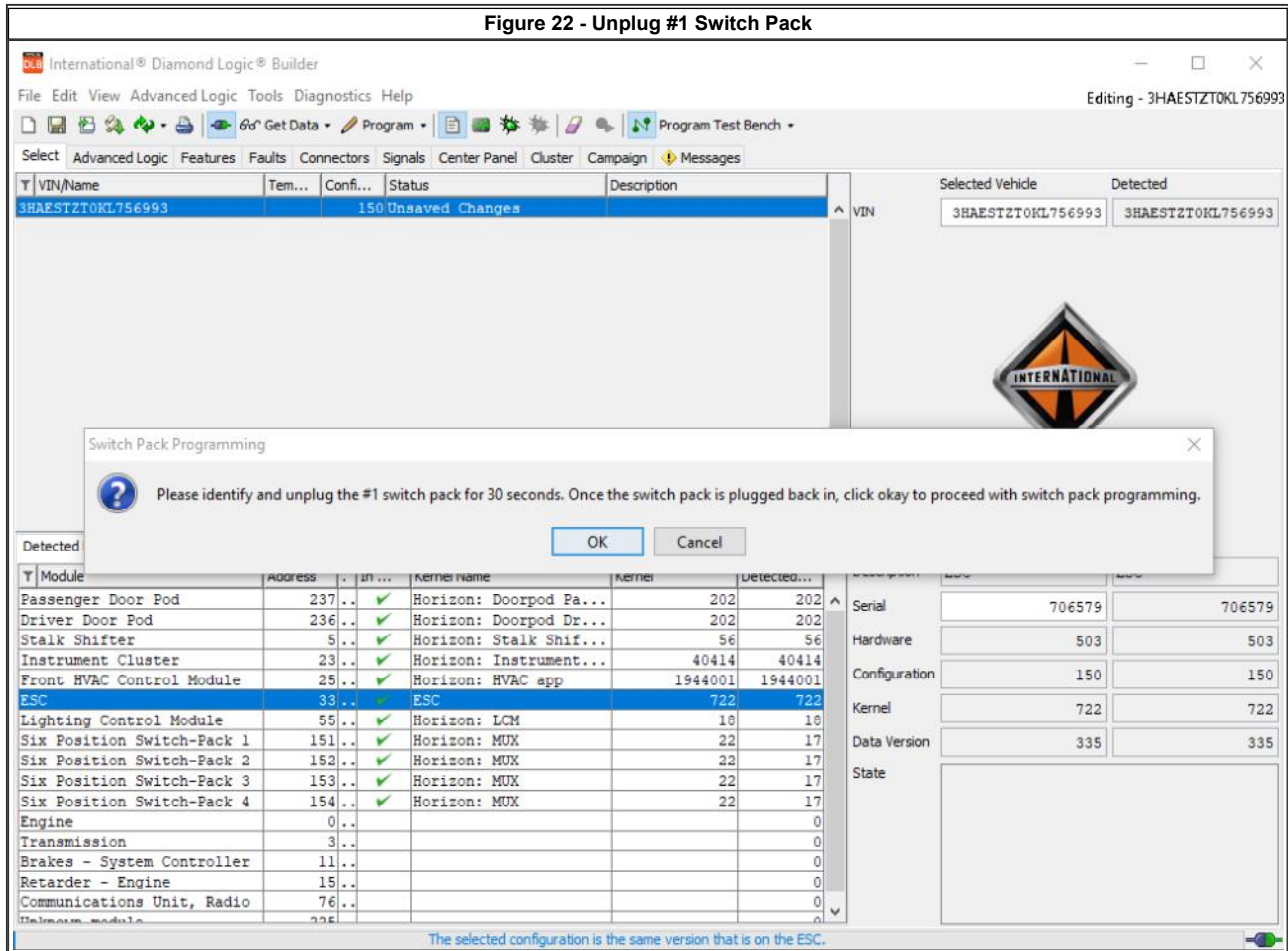 Figure 22 - Unplug #1 Switch Pack
DLB International® Diamond Logic® Builder
File Edit View Advanced Logic Tools Diagnostics Help
Editing - 3HAESTZT0KL756993
Get Data Program Program Test Bench
Select Advanced Logic Features Faults Connectors Signals Center Panel Cluster Campaign Messages
VIN/Name Tem... Confi... Status Description
3HAESTZT0KL756993 150 Unsaved Changes
Selected Vehicle Detected
VIN 3HAESTZT0KL756993 3HAESTZT0KL756993
INTERNATIONAL
Switch Pack Programming
Please identify and unplug the #1 switch pack for 30 seconds. Once the switch pack is plugged back in, click okay to proceed with switch pack programming.
OK Cancel
Detected
Module Address . In ... Kernel Name Kernel Detected...
Passenger Door Pod 237.. Horizon: Doorpod Pa... 202 202
Driver Door Pod 236.. Horizon: Doorpod Dr... 202 202
Stalk Shifter 5.. Horizon: Stalk Shif... 56 56
Instrument Cluster 23.. Horizon: Instrument... 40414 40414
Front HVAC Control Module 25.. Horizon: HVAC app 1944001 1944001
ESC 33.. ESC 722 722
Lighting Control Module 55.. Horizon: LCM 18 18
Six Position Switch-Pack 1 151.. Horizon: MUX 22 17
Six Position Switch-Pack 2 152.. Horizon: MUX 22 17
Six Position Switch-Pack 3 153.. Horizon: MUX 22 17
Six Position Switch-Pack 4 154.. Horizon: MUX 22 17
Engine 0.. 0
Transmission 3.. 0
Brakes - System Controller 11.. 0
Retarder - Engine 15.. 0
Communications Unit, Radio 76.. 0
Serial 706579 706579
Hardware 503 503
Configuration 150 150
Kernel 722 722
Data Version 335 335
State
The selected configuration is the same version that is on the ESC.